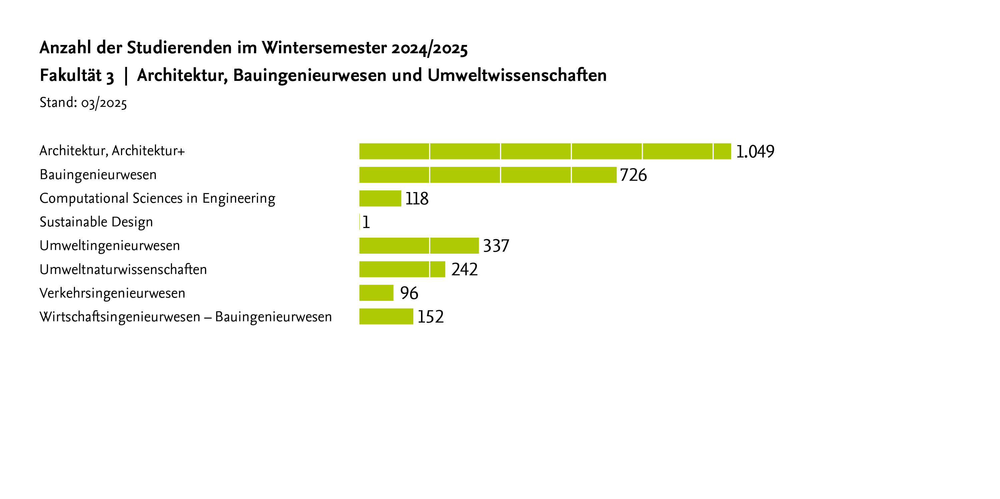 Anzahl der Studierenden im Wintersemester 2024/2025
Fakultät 3 | Architektur, Bauingenieurwesen und Umweltwissenschaften
Stand: 03/2025
Architektur, Architektur+ 1.049
Bauingenieurwesen 726
Computational Sciences in Engineering 118
Sustainable Design 1
Umweltingenieurwesen 337
Umweltnaturwissenschaften 242
Verkehrsingenieurwesen 96
Wirtschaftsingenieurwesen – Bauingenieurwesen 152